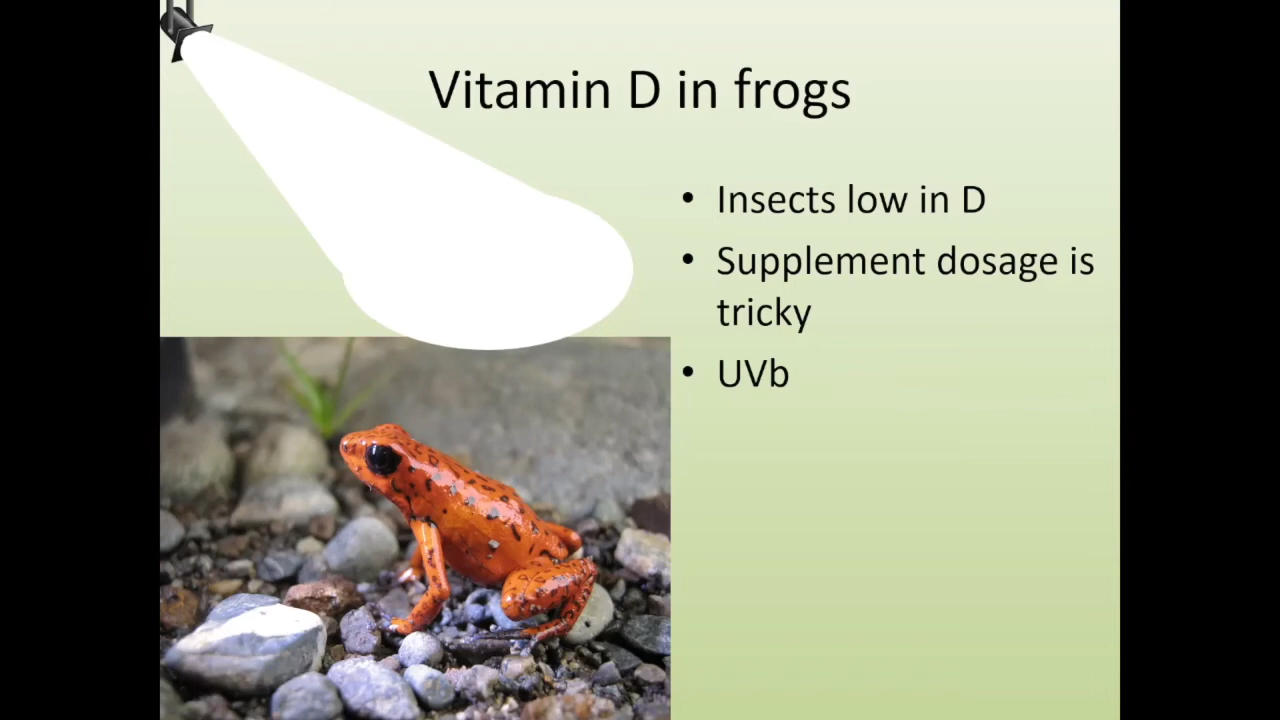 Vitamin D in frogs
• Insects low in D
• Supplement dosage is
tricky
• UVb